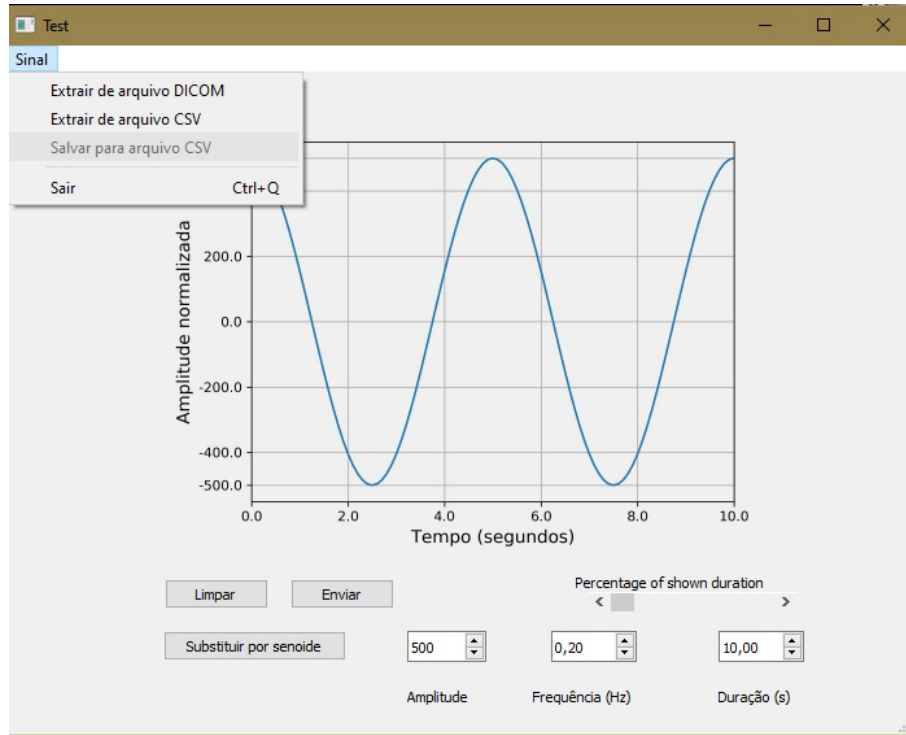 Test
Sinal
Extrair de arquivo DICOM
Extrair de arquivo CSV
Salvar para arquivo CSV
Sair Ctrl+Q
Amplitude normalizada
200.0
0.0
-200.0
-400.0
-500.0
0.0 2.0 4.0 6.0 8.0 10.0
Tempo (segundos)
Limpar Enviar Percentage of shown duration
Substituir por senoide 500 0,20 10,00
Amplitude Frequência (Hz) Duração (s)